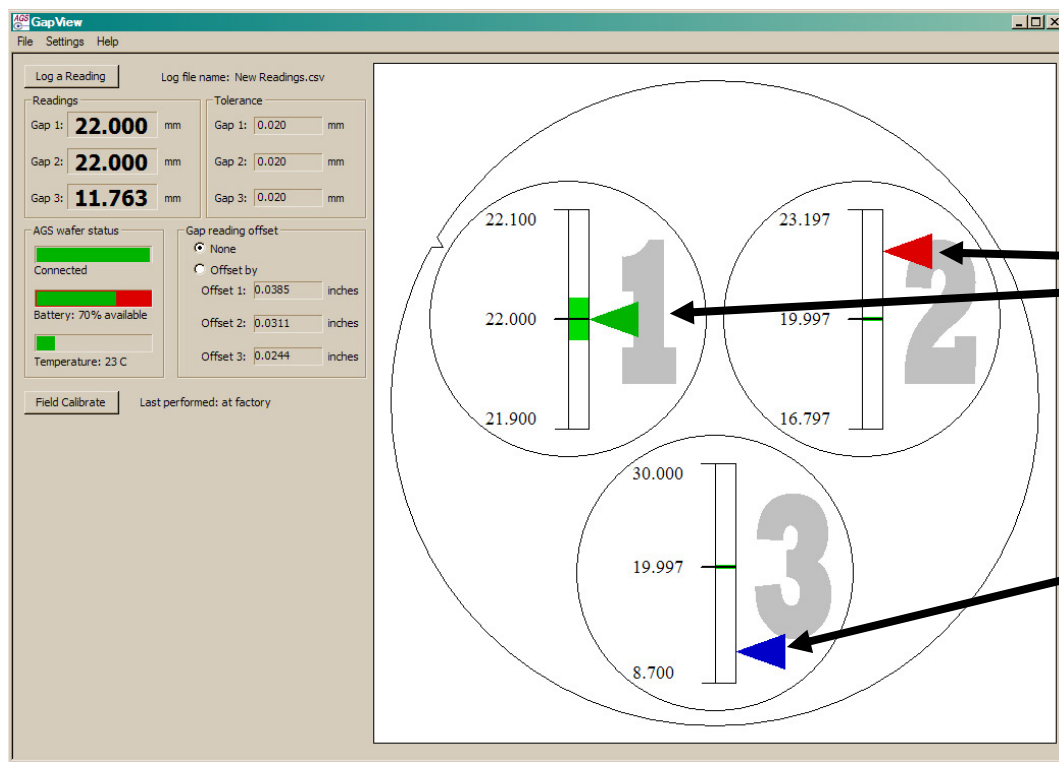 AGS GapView
File Settings Help
Log a Reading Log file name: New Readings.csv
Readings Tolerance
Gap 1: 22.000 mm Gap 1: 0.020 mm
Gap 2: 22.000 mm Gap 2: 0.020 mm
Gap 3: 11.763 mm Gap 3: 0.020 mm
AGS wafer status Gap reading offset
None
Connected Offset by
Offset 1: 0.0385 inches
Battery: 70% available Offset 2: 0.0311 inches
Temperature: 23 C Offset 3: 0.0244 inches
Field Calibrate Last performed: at factory
22.100
22.000
21.900
1
23.197
19.997
16.797
2
30.000
19.997
8.700
3